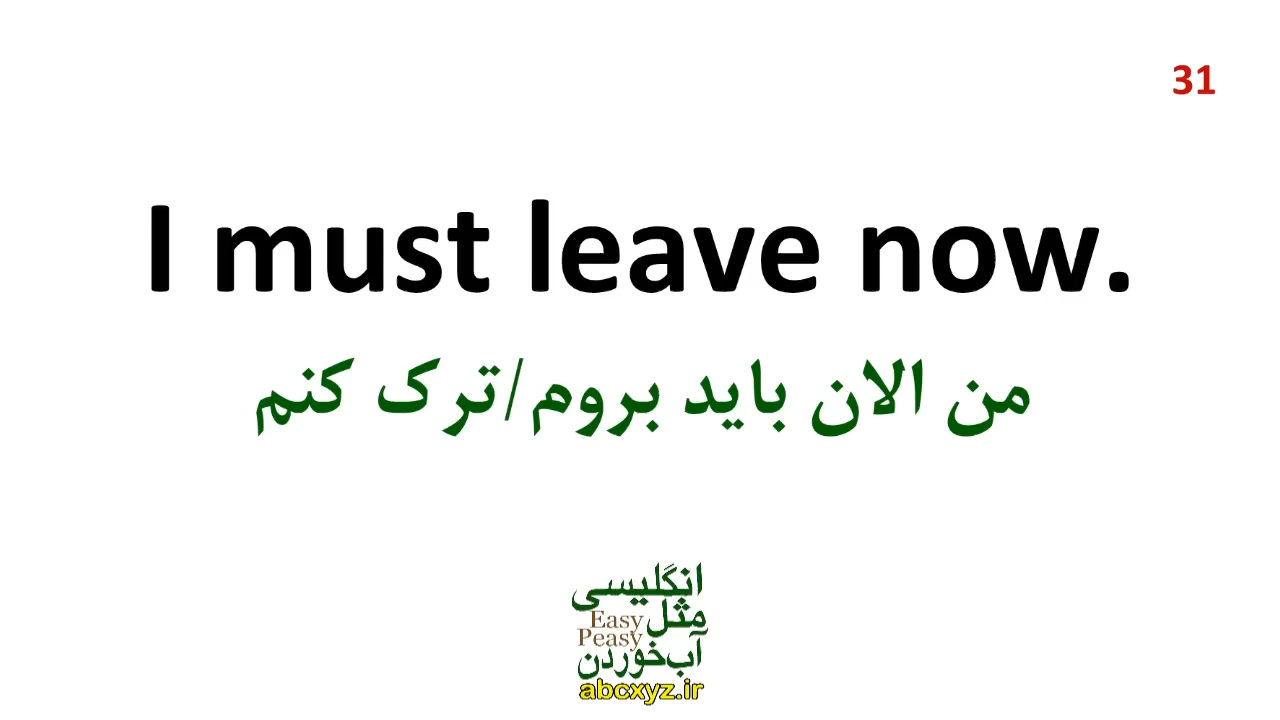 31
I must leave now.
من الان باید بروم/ترک کنم
انگلیسی
مثل
Easy
Peasy
آب‌خوردن
abcxyz.ir